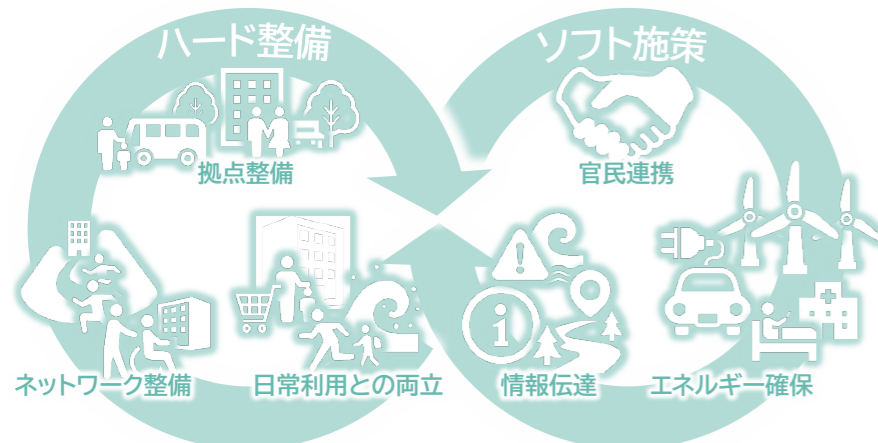 ハード整備
ソフト施策
拠点整備
官民連携
ネットワーク整備
日常利用との両立
情報伝達
エネルギー確保